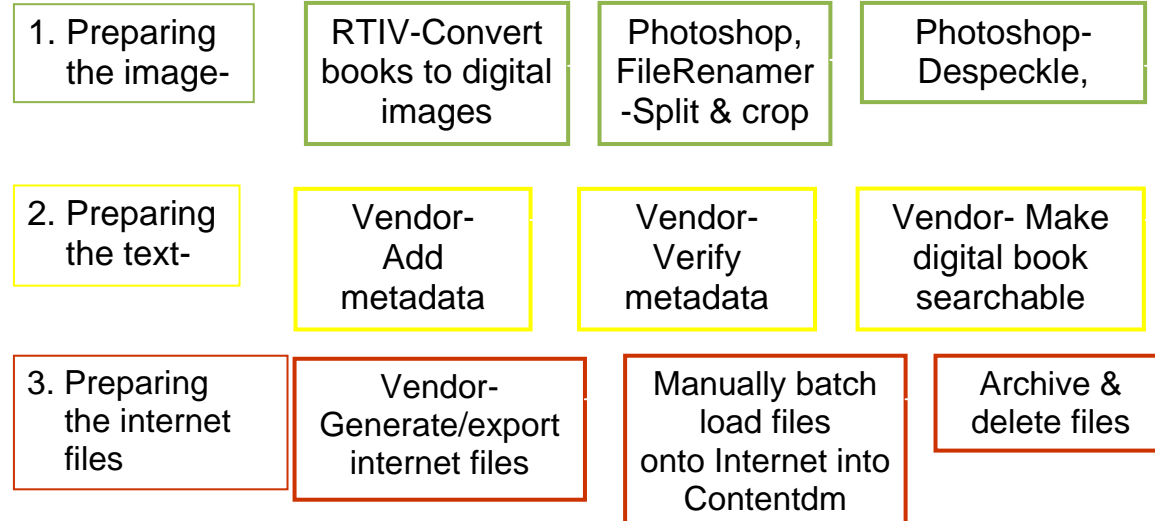 1. Preparing
the image-
RTIV-Convert
books to digital
images
Photoshop,
FileRenamer
-Split & crop
Photoshop-
Despeckle,
2. Preparing
the text-
Vendor-
Add
metadata
Vendor-
Verify
metadata
Vendor- Make
digital book
searchable
3. Preparing
the internet
files
Vendor-
Generate/export
internet files
Manually batch
load files
onto Internet into
Contentdm
Archive &
delete files